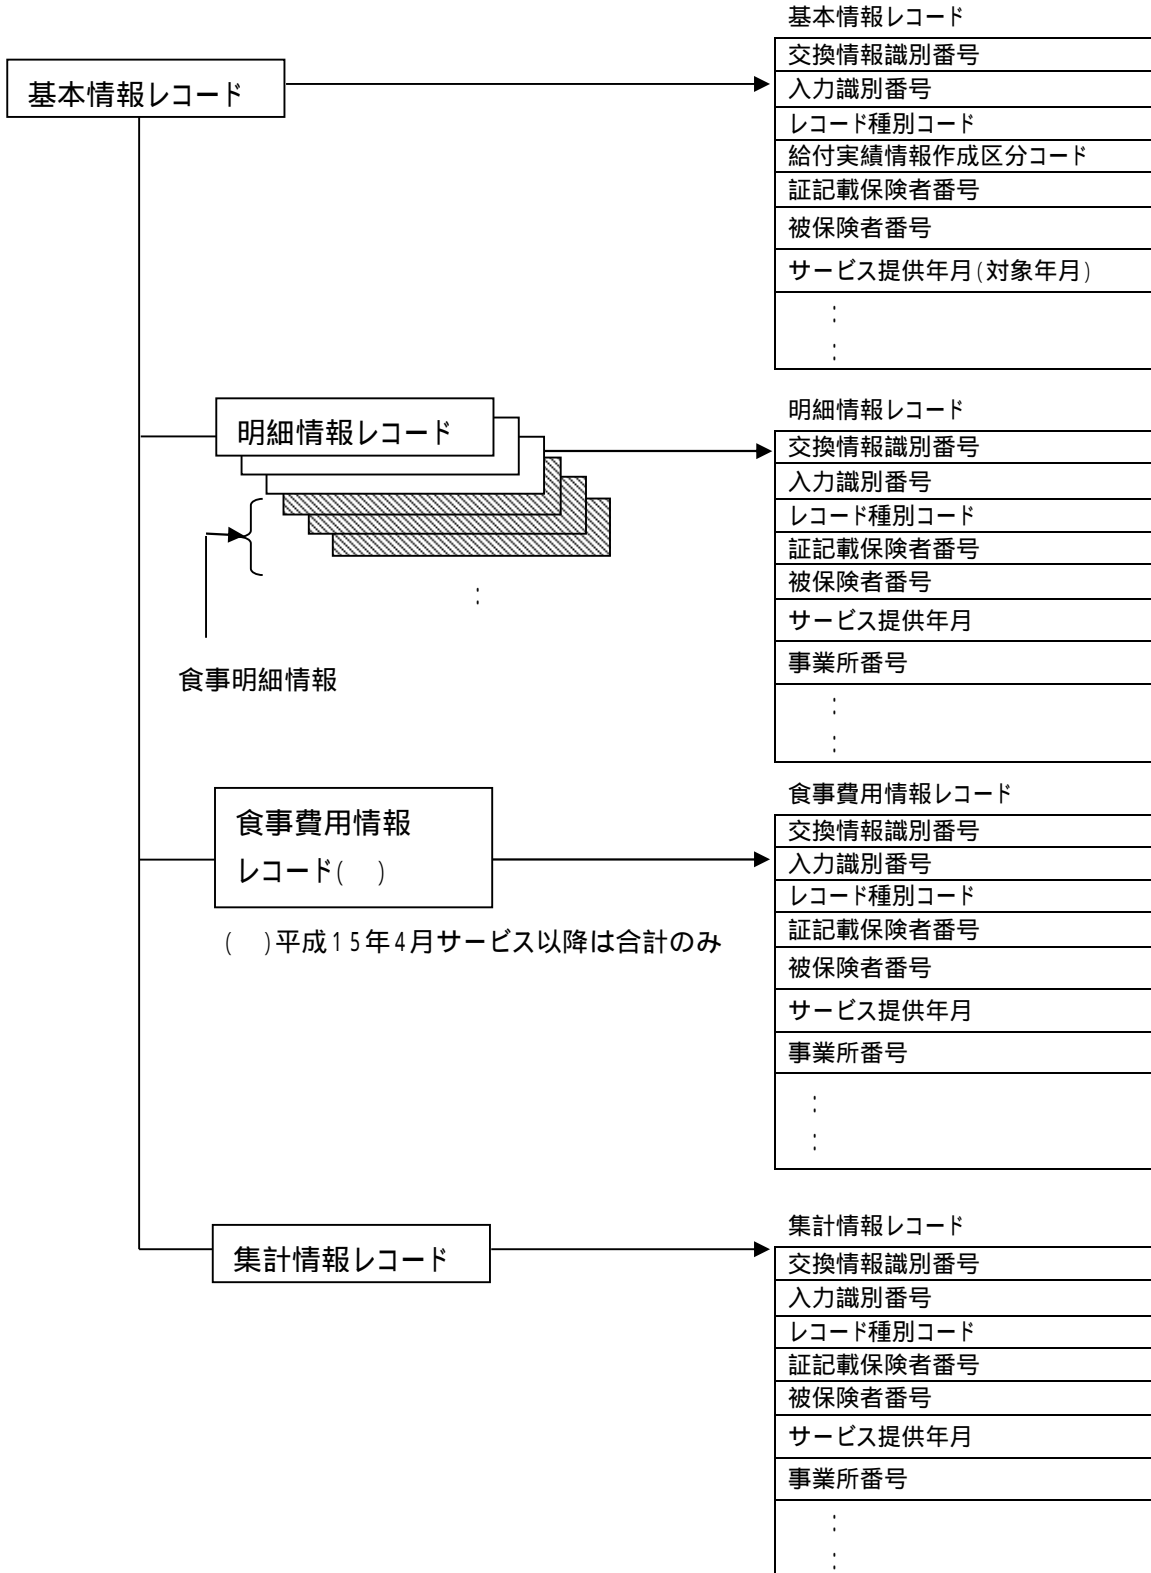 基本情報レコード
基本情報レコード
交換情報識別番号
入力識別番号
レコード種別コード
給付実績情報作成区分コード
証記載保険者番号
被保険者番号
サービス提供年月(対象年月)
:
:
明細情報レコード
食事明細情報
:
明細情報レコード
交換情報識別番号
入力識別番号
レコード種別コード
証記載保険者番号
被保険者番号
サービス提供年月
事業所番号
:
:
食事費用情報
レコード(　)
(　)平成15年4月サービス以降は合計のみ
食事費用情報レコード
交換情報識別番号
入力識別番号
レコード種別コード
証記載保険者番号
被保険者番号
サービス提供年月
事業所番号
:
:
集計情報レコード
集計情報レコード
交換情報識別番号
入力識別番号
レコード種別コード
証記載保険者番号
被保険者番号
サービス提供年月
事業所番号
:
: